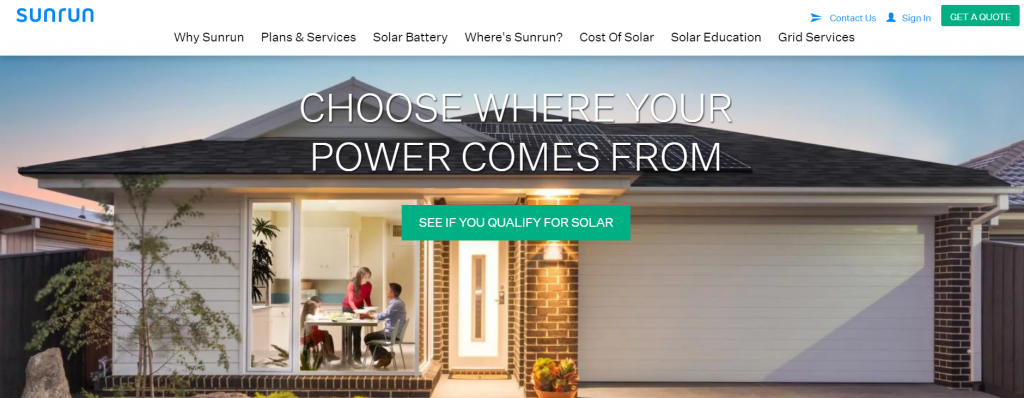 sunrun
Contact Us
Sign In
GET A QUOTE
Why Sunrun
Plans & Services
Solar Battery
Where's Sunrun?
Cost Of Solar
Solar Education
Grid Services
CHOOSE WHERE YOUR
POWER COMES FROM
SEE IF YOU QUALIFY FOR SOLAR